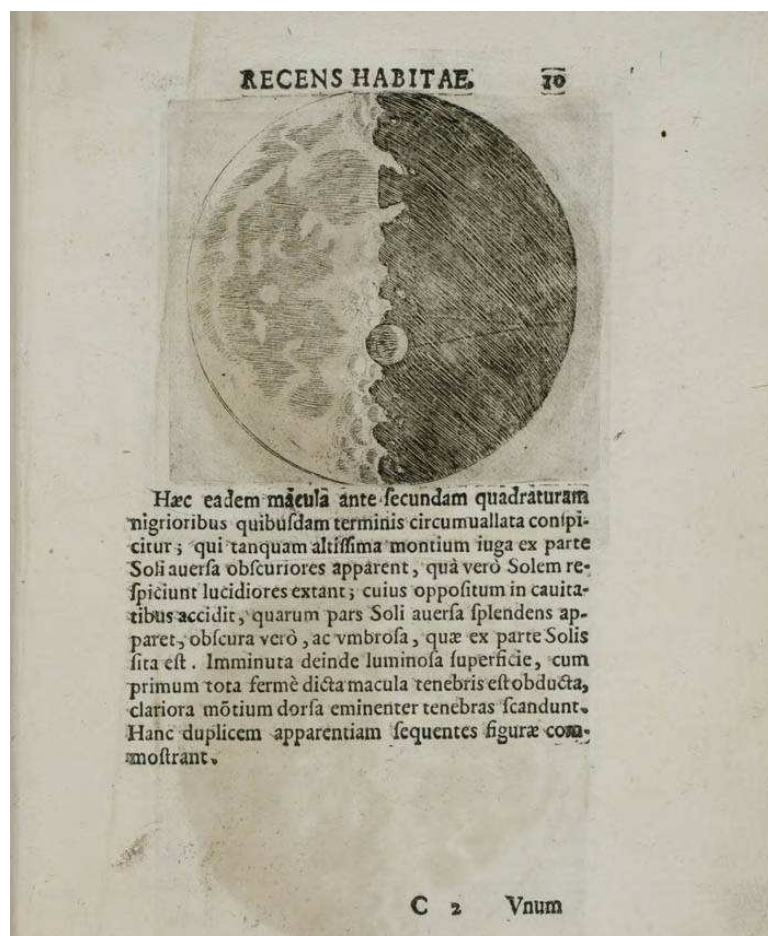 RECENS HABITAE. 10
Hæc eadem macula ante ſecundam quadraturam
nigrioribus quibuſdam terminis circumuallata conſpi-
citur; qui tanquam altiſſima montium iuga ex parte
Soli auerſa obſcuriores apparent, quà verò Solem re-
ſpiciunt lucidiores extant; cuius oppoſitum in cauita-
tibus accidit, quarum pars Soli auerſa ſplendens ap-
paret, obſcura verò, ac vmbroſa, quæ ex parte Solis
ſita eſt. Imminuta deinde luminoſa ſuperficie, cum
primum tota fermè dicta macula tenebris eſt obducta,
clariora mõtium dorſa eminenter tenebras ſcandunt.
Hanc duplicem apparentiam ſequentes figuræ com-
moſtrant.
C 2 Vnum